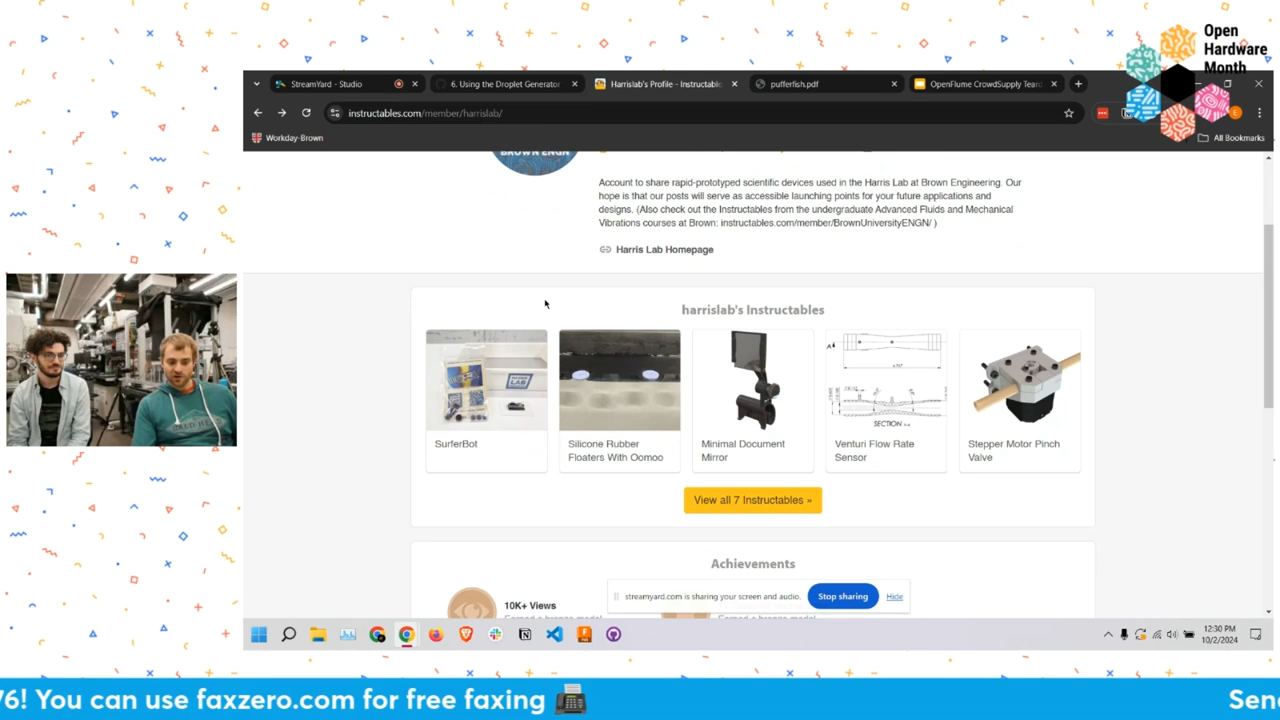 Open
Hardware
Month
StreamYard - Studio
6. Using the Droplet Generator
Harrislab's Profile - Instructable
pufferfish.pdf
OpenFlume CrowdSupply Teard
instructables.com/member/harrislab/
E
Workday-Brown
All Bookmarks
BROWN ENGN
Account to share rapid-prototyped scientific devices used in the Harris Lab at Brown Engineering. Our
hope is that our posts will serve as accessible launching points for your future applications and
designs. (Also check out the Instructables from the undergraduate Advanced Fluids and Mechanical
Vibrations courses at Brown: instructables.com/member/BrownUniversityENGN/ )
Harris Lab Homepage
harrislab's Instructables
SECTION A-A
SurferBot
Silicone Rubber
Floaters With Oomoo
Minimal Document
Mirror
Venturi Flow Rate
Sensor
Stepper Motor Pinch
Valve
View all 7 Instructables »
Achievements
10K+ Views
streamyard.com is sharing your screen and audio.
Stop sharing
Hide
12:30 PM
10/2/2024
76! You can use faxzero.com for free faxing
Send